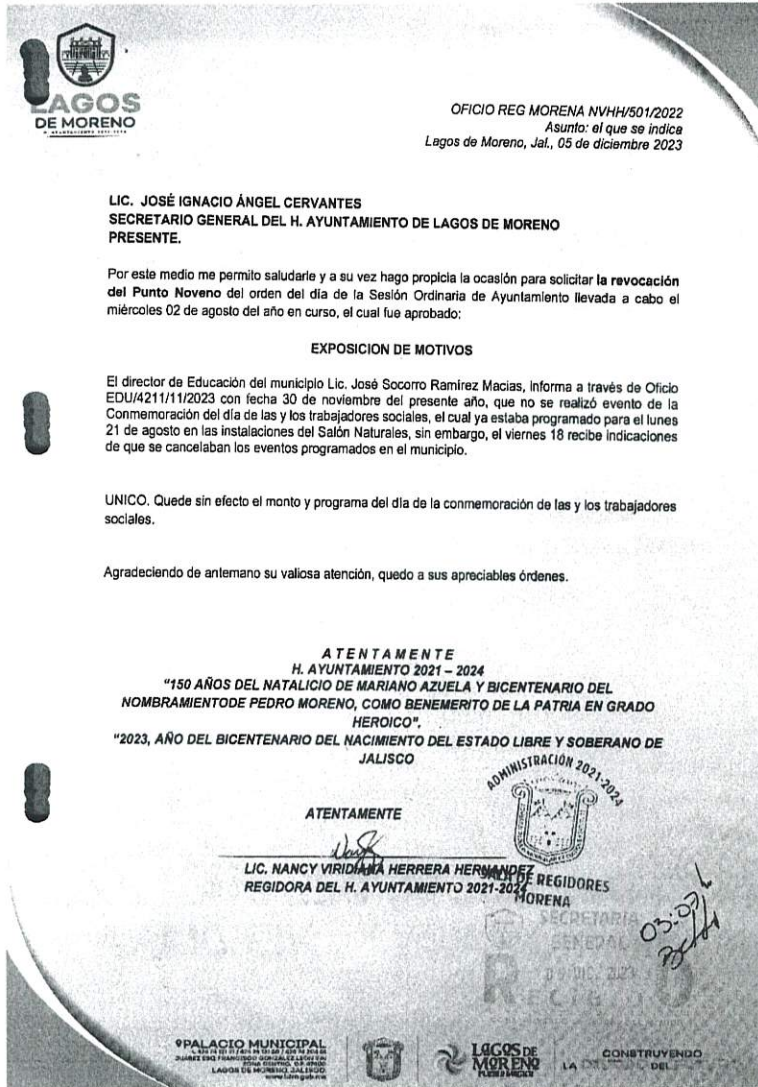 LAGOS
DE MORENO
OFICIO REG MORENA NVHH/501/2022
Asunto: el que se indica
Lagos de Moreno, Jal., 05 de diciembre 2023
LIC. JOSÉ IGNACIO ÁNGEL CERVANTES
SECRETARIO GENERAL DEL H. AYUNTAMIENTO DE LAGOS DE MORENO
PRESENTE.
Por este medio me permito saludarle y a su vez hago propicia la ocasión para solicitar la revocación
del Punto Noveno del orden del día de la Sesión Ordinaria de Ayuntamiento llevada a cabo el
miércoles 02 de agosto del año en curso, el cual fue aprobado:
EXPOSICION DE MOTIVOS
El director de Educación del municipio Lic. José Socorro Ramírez Macias, informa a través de Oficio
EDU/4211/11/2023 con fecha 30 de noviembre del presente año, que no se realizó evento de la
Conmemoración del día de las y los trabajadores sociales, el cual ya estaba programado para el lunes
21 de agosto en las instalaciones del Salón Naturales, sin embargo, el viernes 18 recibe indicaciones
de que se cancelaban los eventos programados en el municipio.
UNICO. Quede sin efecto el monto y programa del día de la conmemoración de las y los trabajadores
sociales.
Agradeciendo de antemano su valiosa atención, quedo a sus apreciables órdenes.
ATENTAMENTE
H. AYUNTAMIENTO 2021 – 2024
"150 AÑOS DEL NATALICIO DE MARIANO AZUELA Y BICENTENARIO DEL
NOMBRAMIENTODE PEDRO MORENO, COMO BENEMERITO DE LA PATRIA EN GRADO
HEROICO".
"2023, AÑO DEL BICENTENARIO DEL NACIMIENTO DEL ESTADO LIBRE Y SOBERANO DE
JALISCO
ADMINISTRACIÓN 2021-2024
ATENTAMENTE
LIC. NANCY VIRIDIANA HERRERA HERNANDEZ
REGIDORA DEL H. AYUNTAMIENTO 2021-2024
SALA DE REGIDORES
MORENA
SECRETARIA
GENERAL
DIC. 2023
RECIBIDO
PALACIO MUNICIPAL
LAGOS DE MORENO, JALISCO
LAGOS DE
MORENO
CONSTRUYENDO
LA
DEL